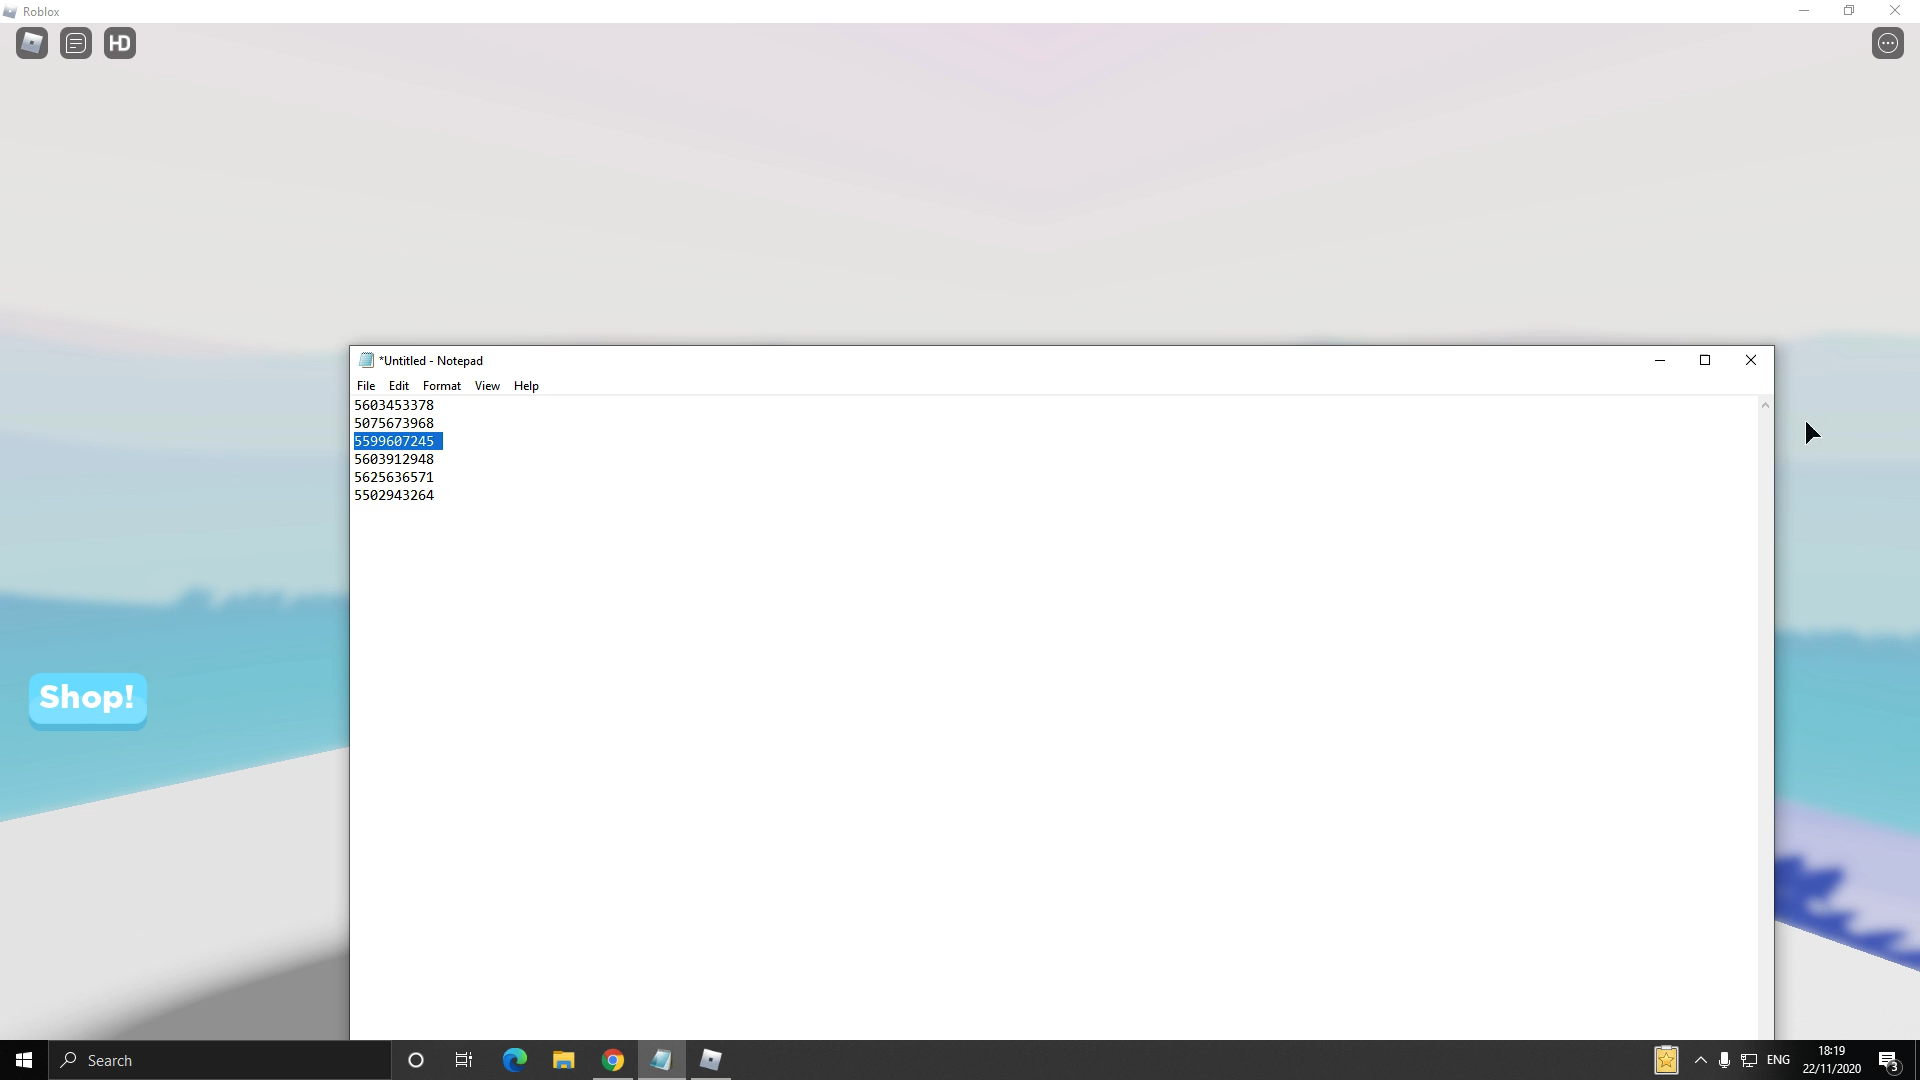 Roblox
HD
*Untitled - Notepad
File Edit Format View Help
5603453378
5075673968
5599607245
5603912948
5625636571
5502943264
Shop!
Search
ENG
18:19
22/11/2020
3